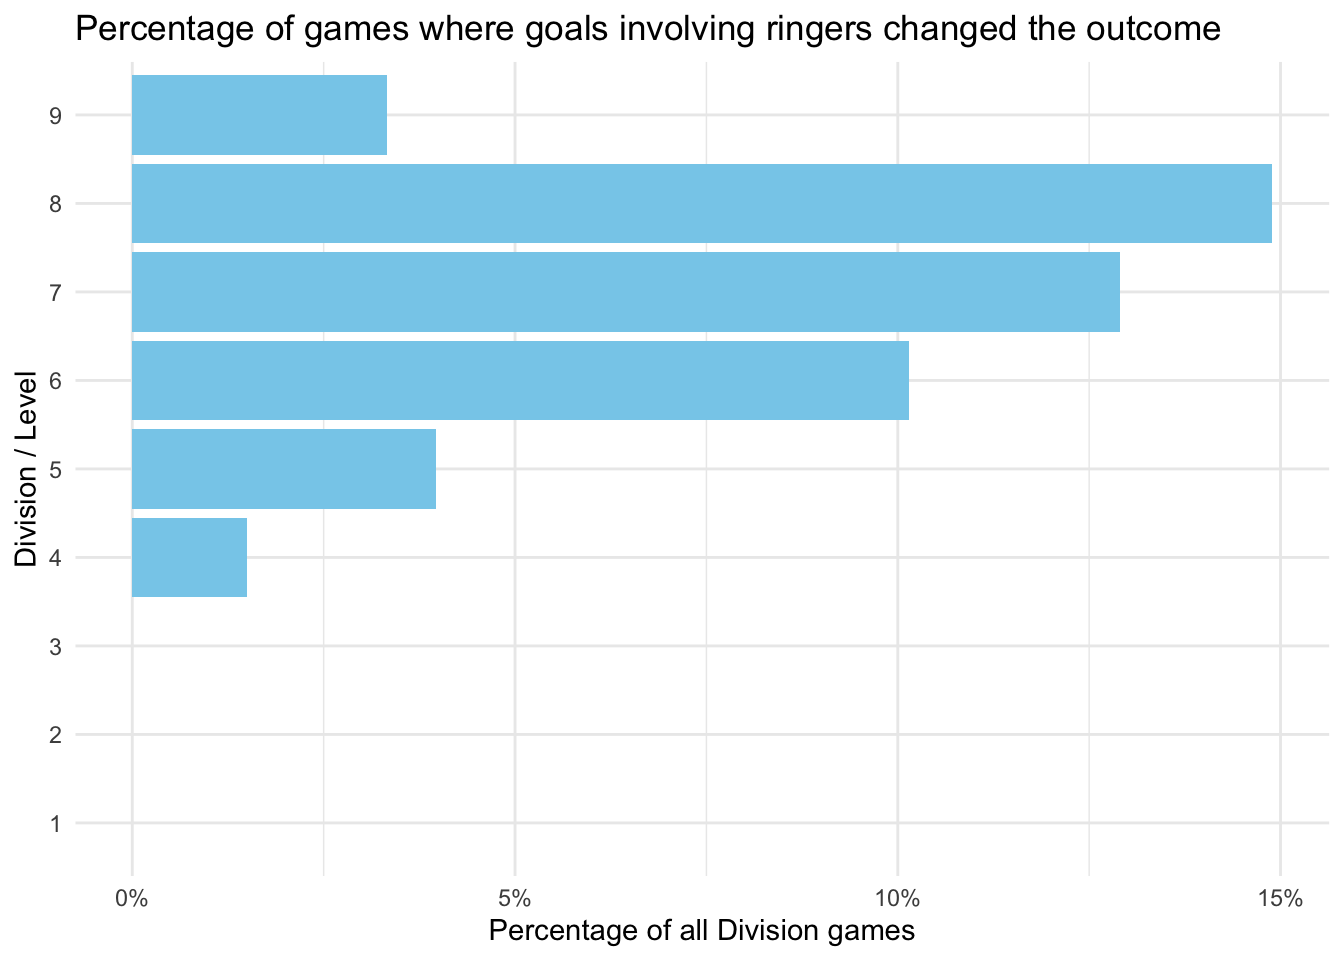 Percentage of games where goals involving ringers changed the outcome
9
8
7
6
5
4
3
2
1
Division / Level
0% 5% 10% 15%
Percentage of all Division games